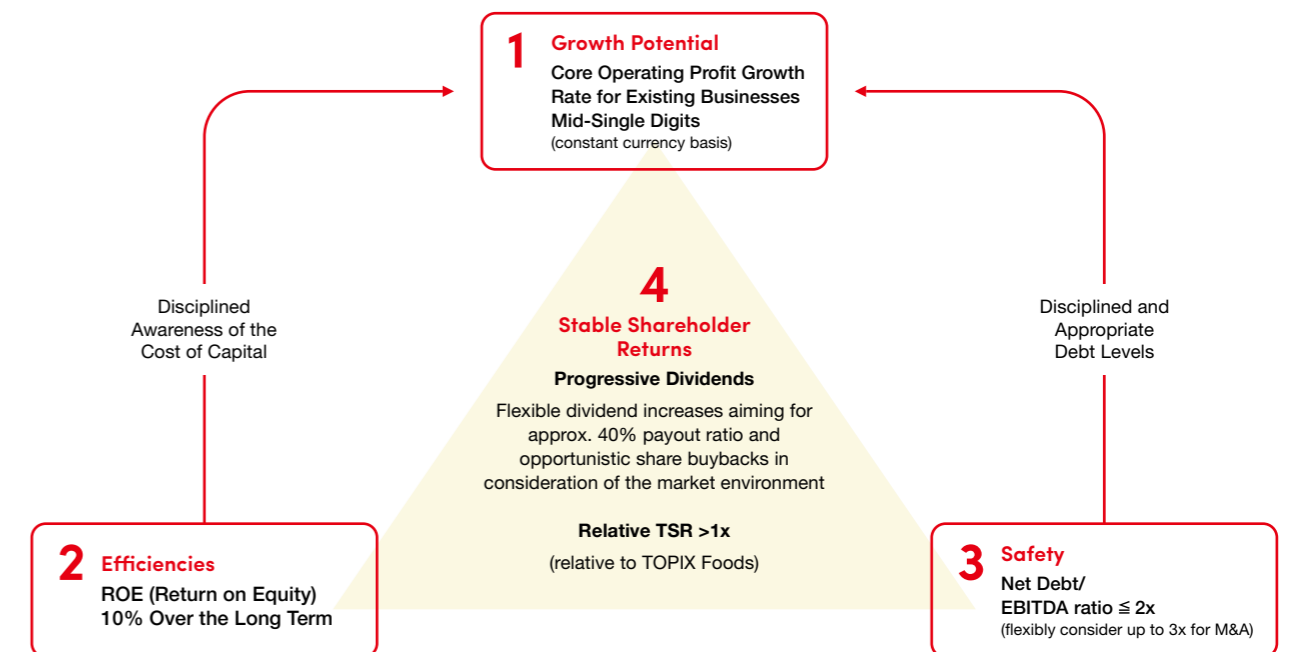 1
Growth Potential
Core Operating Profit Growth
Rate for Existing Businesses
Mid-Single Digits
(constant currency basis)
Disciplined
Awareness of the
Cost of Capital
Disciplined and
Appropriate
Debt Levels
4
Stable Shareholder
Returns
Progressive Dividends
Flexible dividend increases aiming for
approx. 40% payout ratio and
opportunistic share buybacks in
consideration of the market environment
Relative TSR >1x
(relative to TOPIX Foods)
2
Efficiencies
ROE (Return on Equity)
10% Over the Long Term
3
Safety
Net Debt/
EBITDA ratio ≦ 2x
(flexibly consider up to 3x for M&A)